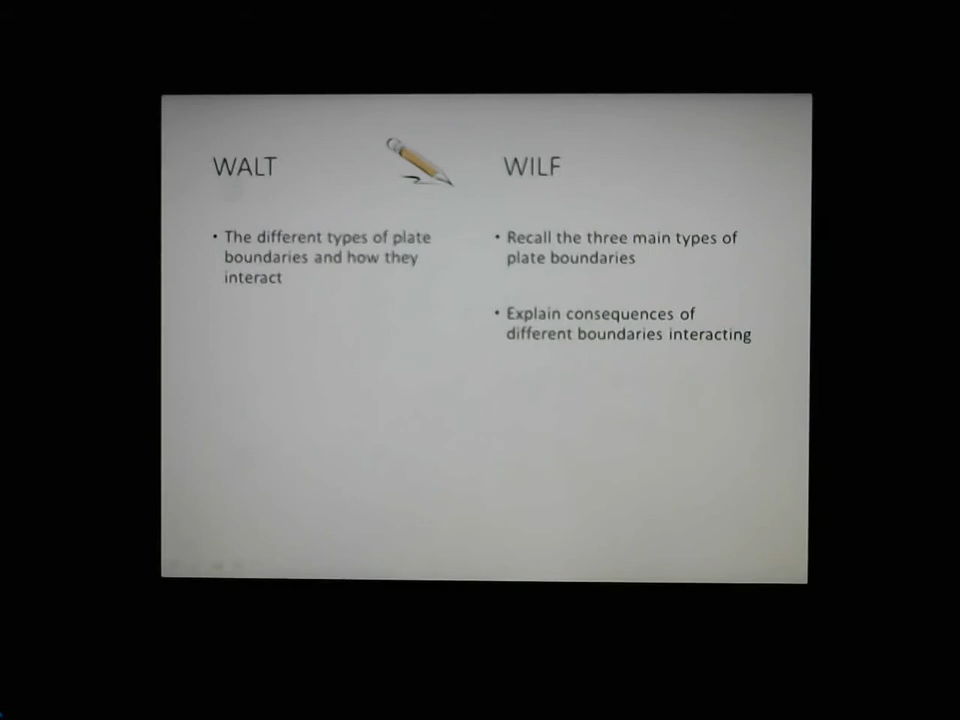 WALT
• The different types of plate
boundaries and how they
interact
WILF
• Recall the three main types of
plate boundaries
• Explain consequences of
different boundaries interacting